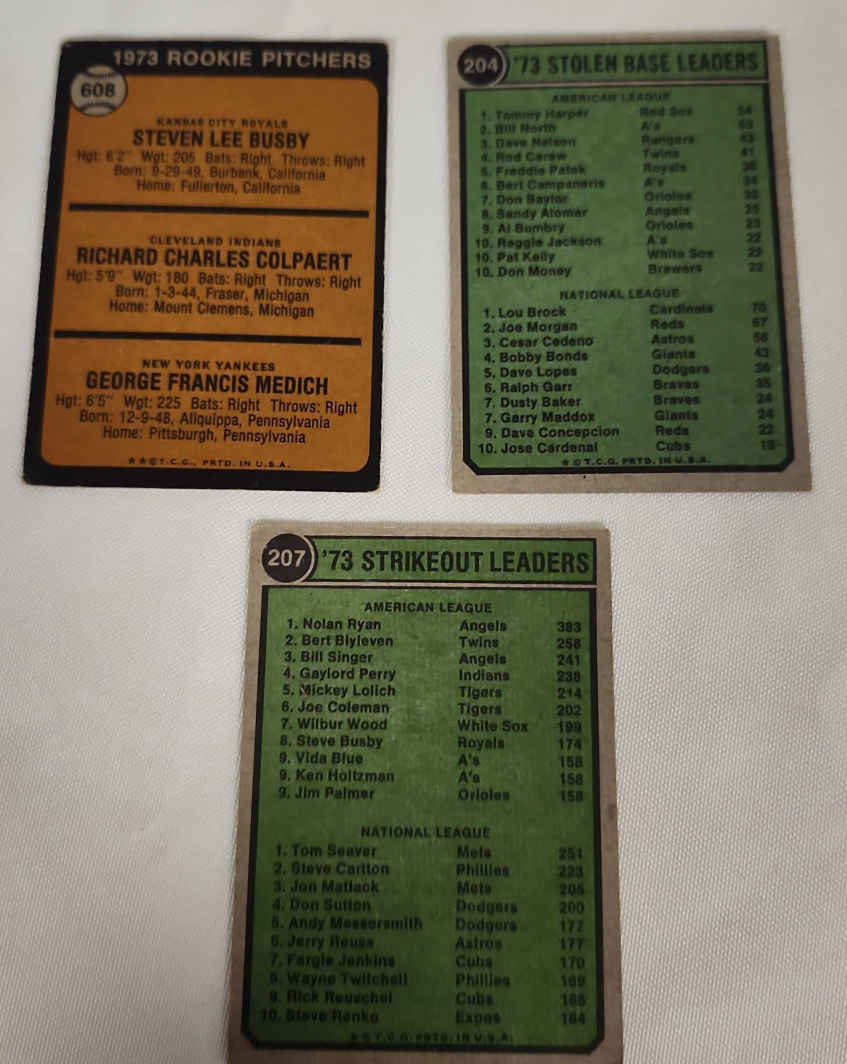 1973 ROOKIE PITCHERS
608
KANSAS CITY ROYALS
STEVEN LEE BUSBY
Hgt: 6'2" Wgt: 205 Bats: Right Throws: Right
Born: 9-29-49, Burbank, California
Home: Fullerton, California
CLEVELAND INDIANS
RICHARD CHARLES COLPAERT
Hgt: 5'9" Wgt: 180 Bats: Right Throws: Right
Born: 1-3-44, Fraser, Michigan
Home: Mount Clemens, Michigan
NEW YORK YANKEES
GEORGE FRANCIS MEDICH
Hgt: 6'5" Wgt: 225 Bats: Right Throws: Right
Born: 12-9-48, Aliquippa, Pennsylvania
Home: Pittsburgh, Pennsylvania
★★©T.C.G., PRTD. IN U.S.A.
204 '73 STOLEN BASE LEADERS
AMERICAN LEAGUE
1. Tommy Harper Red Sox 54
2. Bill North A's 53
3. Dave Nelson Rangers 43
4. Rod Carew Twins 41
5. Freddie Patek Royals 36
6. Bert Campaneris A's 34
7. Don Baylor Orioles 32
8. Sandy Alomar Angels 25
9. Al Bumbry Orioles 23
10. Reggie Jackson A's 22
10. Pat Kelly White Sox 22
10. Don Money Brewers 22
NATIONAL LEAGUE
1. Lou Brock Cardinals 70
2. Joe Morgan Reds 67
3. Cesar Cedeno Astros 56
4. Bobby Bonds Giants 43
5. Dave Lopes Dodgers 36
6. Ralph Garr Braves 35
7. Dusty Baker Braves 24
7. Garry Maddox Giants 24
9. Dave Concepcion Reds 22
10. Jose Cardenal Cubs 19
★©T.C.G. PRTD. IN U.S.A.
207 '73 STRIKEOUT LEADERS
AMERICAN LEAGUE
1. Nolan Ryan Angels 383
2. Bert Blyleven Twins 258
3. Bill Singer Angels 241
4. Gaylord Perry Indians 238
5. Mickey Lolich Tigers 214
6. Joe Coleman Tigers 202
7. Wilbur Wood White Sox 199
8. Steve Busby Royals 174
9. Vida Blue A's 158
9. Ken Holtzman A's 158
9. Jim Palmer Orioles 158
NATIONAL LEAGUE
1. Tom Seaver Mets 251
2. Steve Carlton Phillies 223
3. Jon Matlack Mets 205
4. Don Sutton Dodgers 200
5. Andy Messersmith Dodgers 177
5. Jerry Reuss Astros 177
7. Fergie Jenkins Cubs 170
8. Wayne Twitchell Phillies 169
9. Rick Reuschel Cubs 168
10. Steve Renko Expos 164
★©T.C.G. PRTD. IN U.S.A.